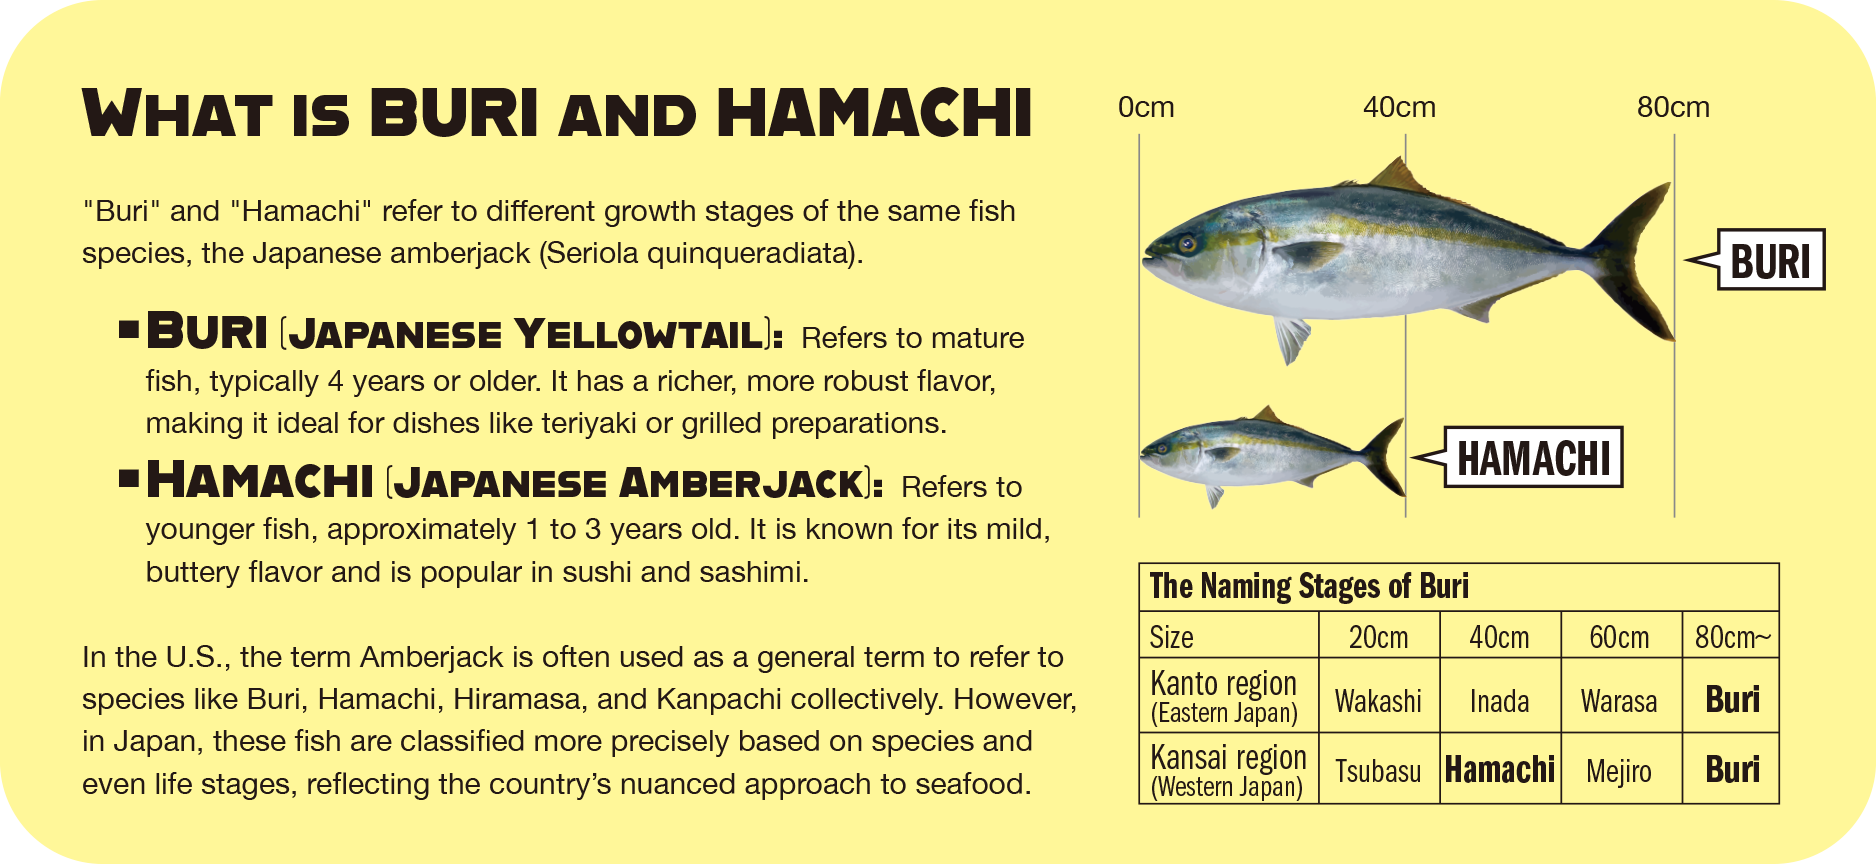 WHAT IS BURI AND HAMACHI
"Buri" and "Hamachi" refer to different growth stages of the same fish
species, the Japanese amberjack (Seriola quinqueradiata).
■BURI (JAPANESE YELLOWTAIL): Refers to mature
fish, typically 4 years or older. It has a richer, more robust flavor,
making it ideal for dishes like teriyaki or grilled preparations.
■HAMACHI (JAPANESE AMBERJACK): Refers to
younger fish, approximately 1 to 3 years old. It is known for its mild,
buttery flavor and is popular in sushi and sashimi.
In the U.S., the term Amberjack is often used as a general term to refer to
species like Buri, Hamachi, Hiramasa, and Kanpachi collectively. However,
in Japan, these fish are classified more precisely based on species and
even life stages, reflecting the country’s nuanced approach to seafood.
0cm 40cm 80cm
BURI
HAMACHI
The Naming Stages of Buri
Size 20cm 40cm 60cm 80cm~
Kanto region
(Eastern Japan) Wakashi Inada Warasa Buri
Kansai region
(Western Japan) Tsubasu Hamachi Mejiro Buri